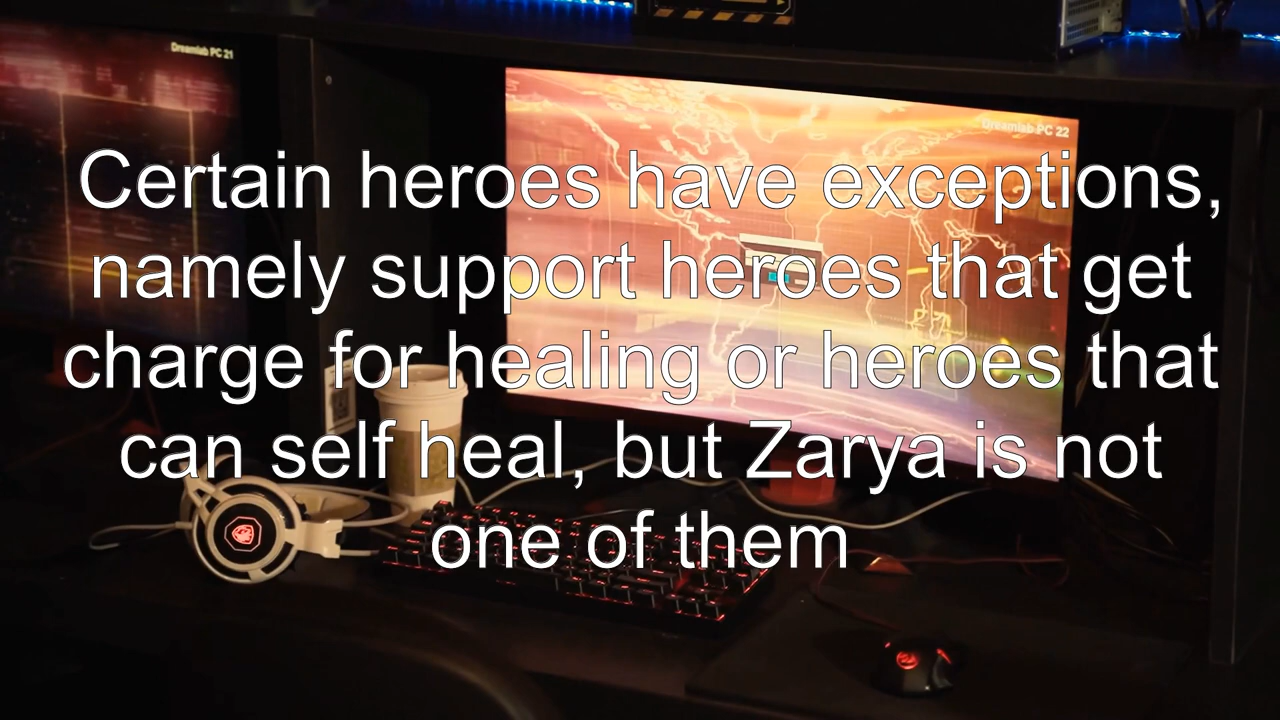 Dreamlab PC 21
Dreamlab PC 22
Certain heroes have exceptions,
namely support heroes that get
charge for healing or heroes that
can self heal, but Zarya is not
one of them